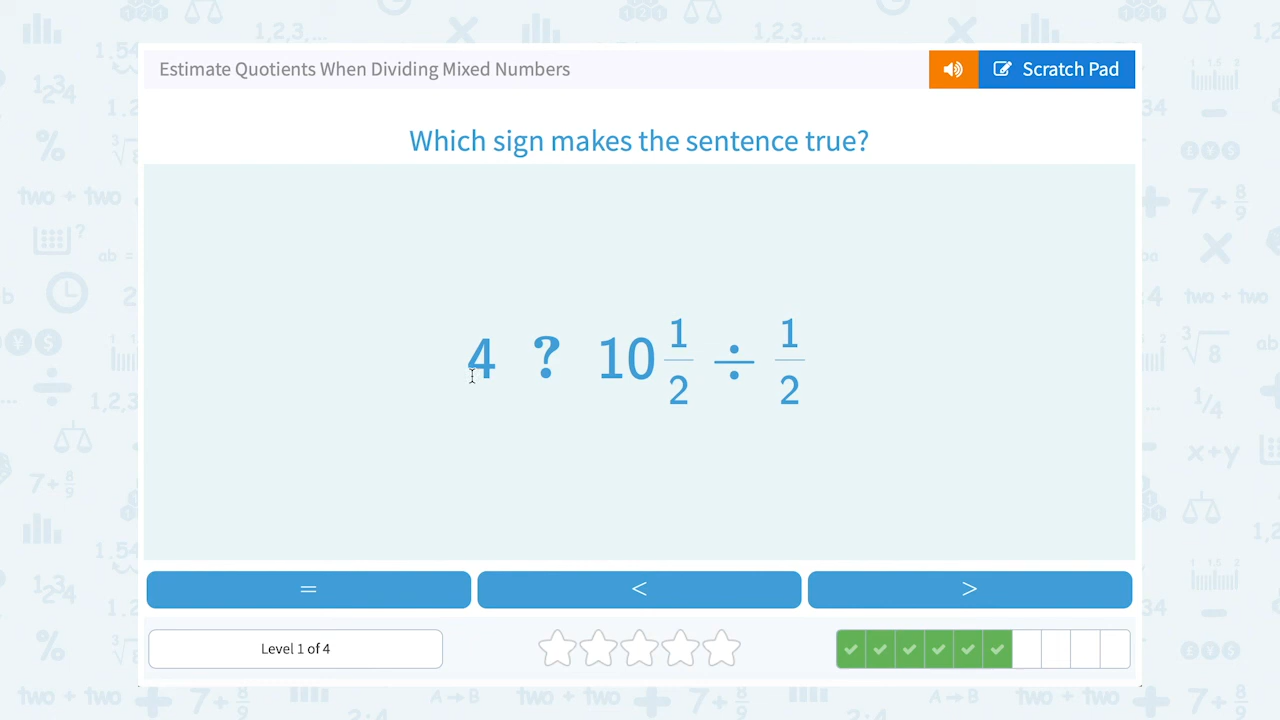 Estimate Quotients When Dividing Mixed Numbers
Scratch Pad
Which sign makes the sentence true?
4 ? 10 1/2 ÷ 1/2
=
<
>
Level 1 of 4